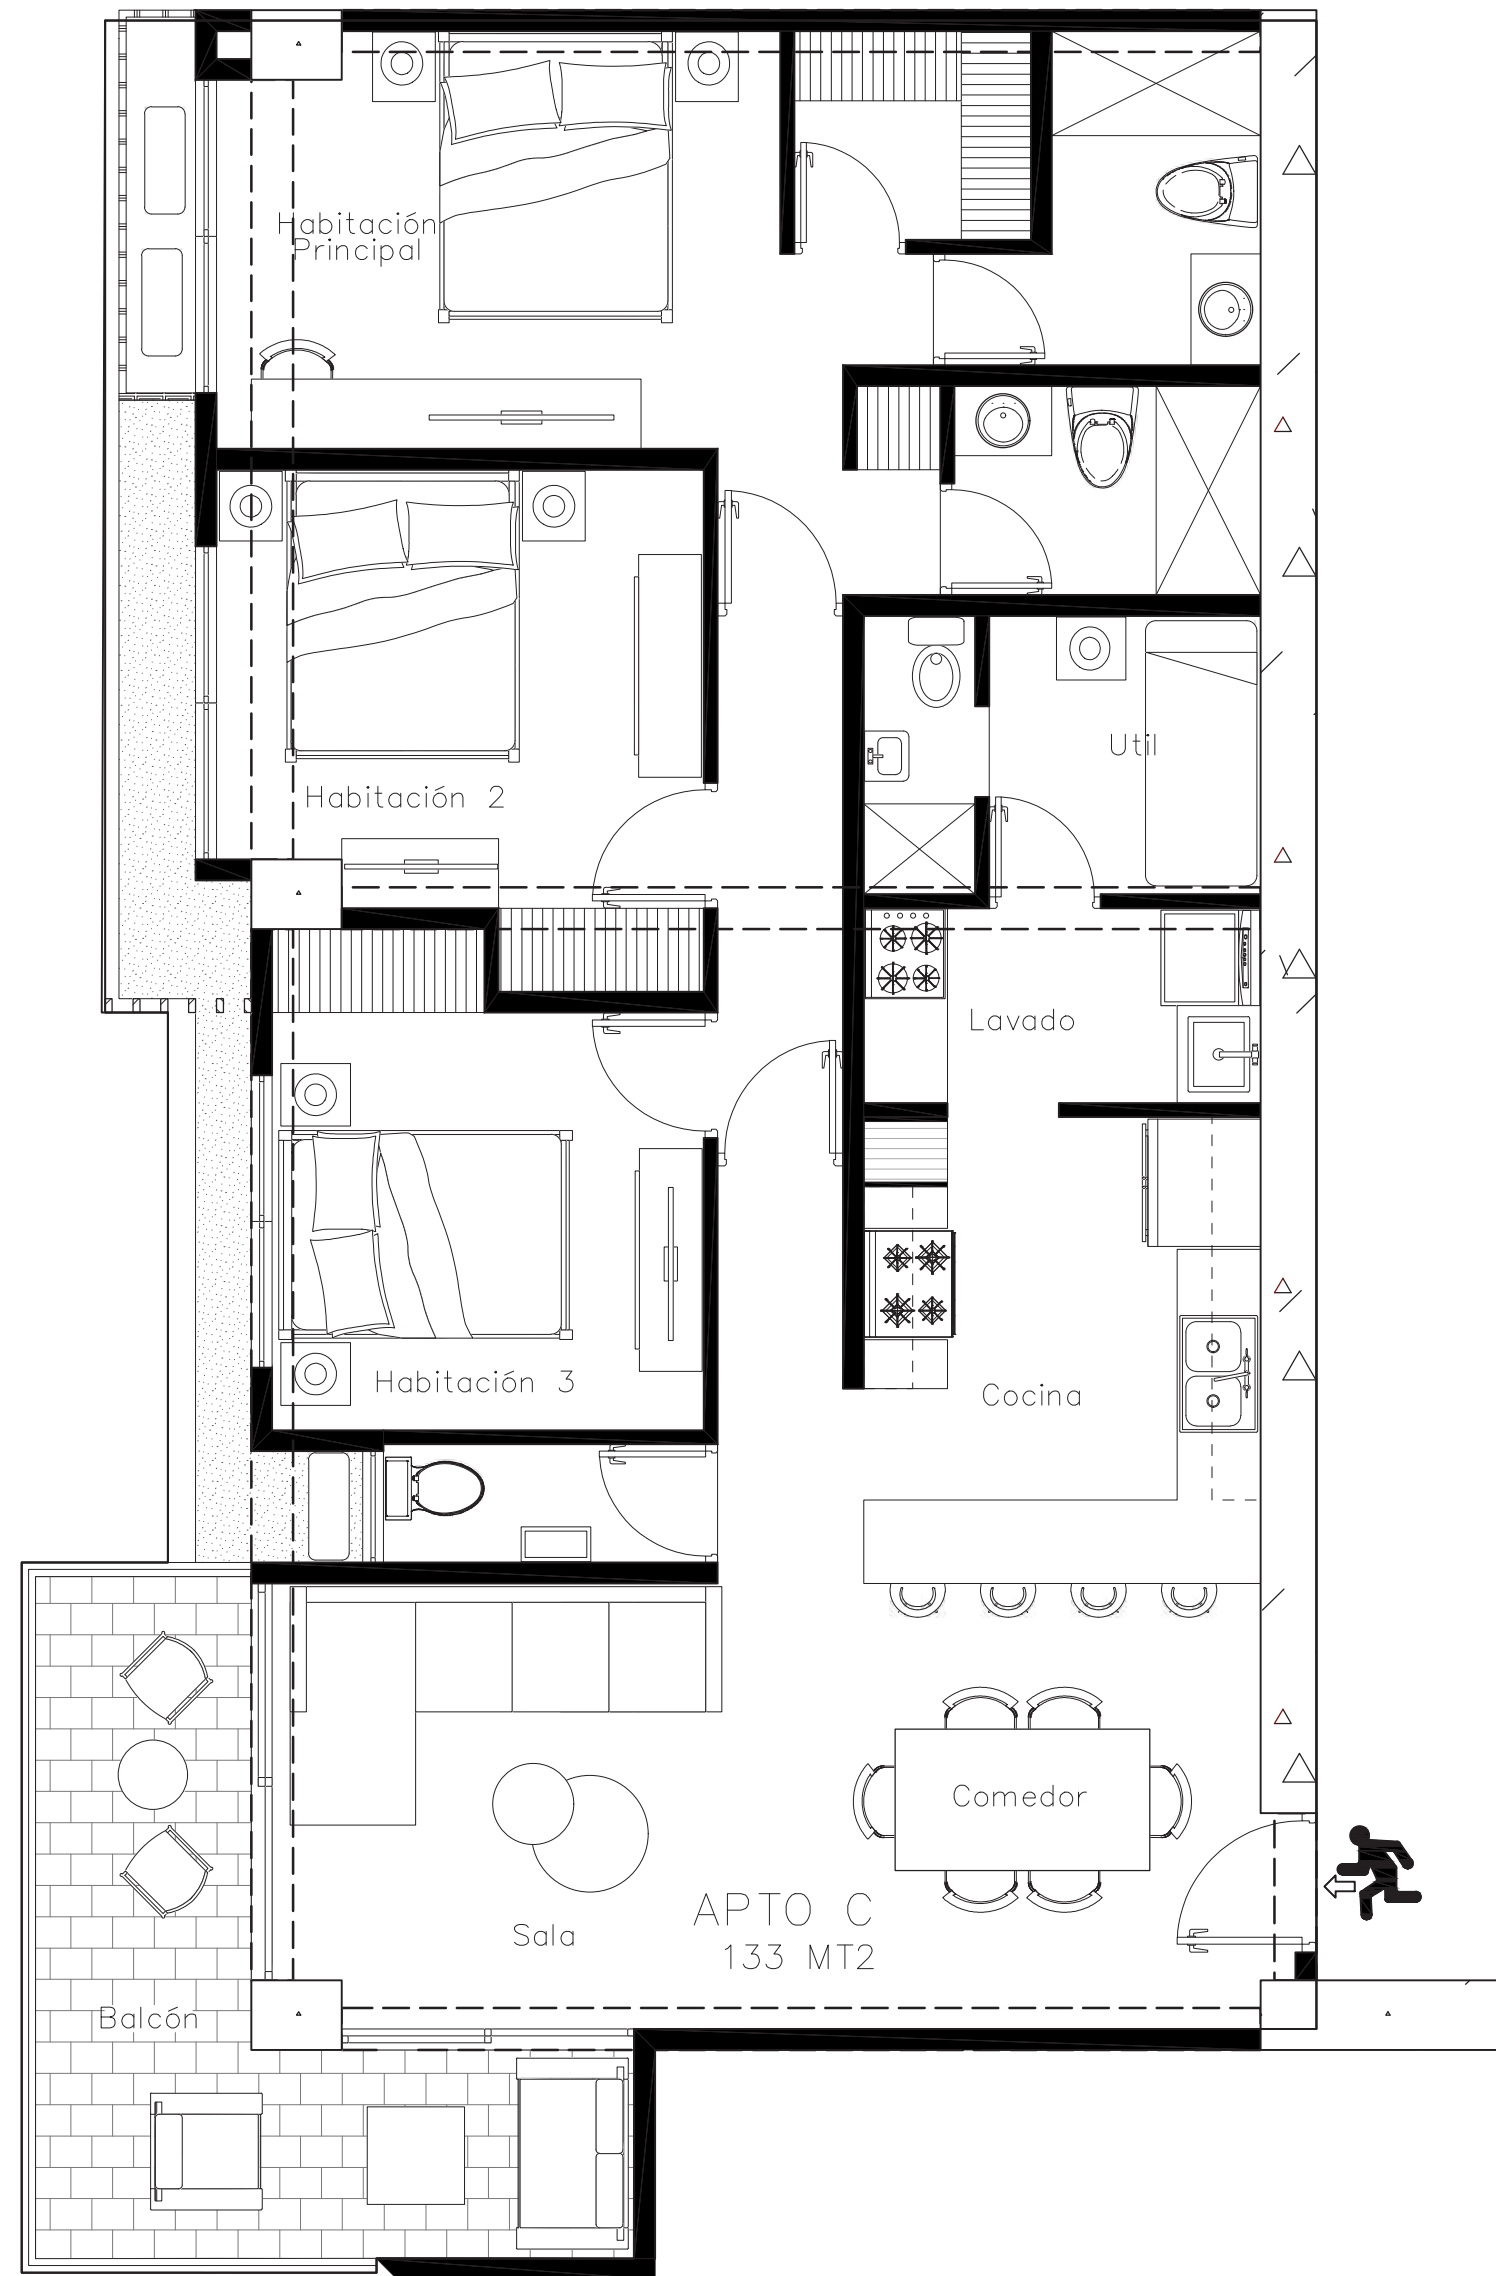 Habitación
Principal
Habitación 2
Util
Lavado
Habitación 3
Cocina
Comedor
APTO C
133 MT2
Sala
Balcón